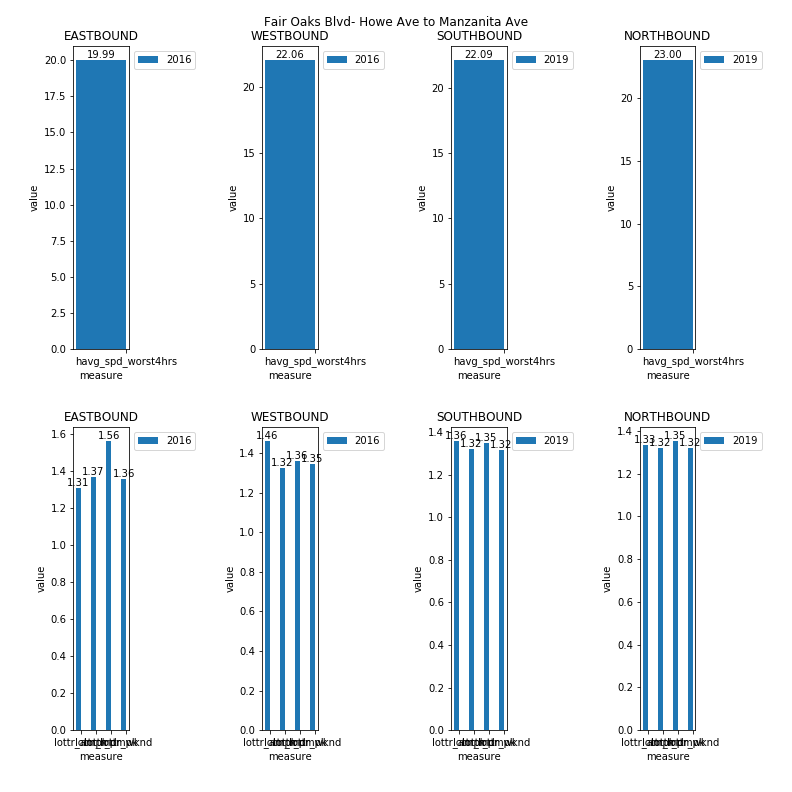 Fair Oaks Blvd- Howe Ave to Manzanita Ave
EASTBOUND
WESTBOUND
SOUTHBOUND
NORTHBOUND
19.99
2016
20.0
17.5
15.0
12.5
10.0
7.5
5.0
2.5
0.0
value
havg_spd_worst4hrs
measure
22.06
2016
20
15
10
5
0
value
havg_spd_worst4hrs
measure
22.09
2019
20
15
10
5
0
value
havg_spd_worst4hrs
measure
23.00
2019
20
15
10
5
0
value
havg_spd_worst4hrs
measure
EASTBOUND
WESTBOUND
SOUTHBOUND
NORTHBOUND
1.31
1.37
1.56
1.36
2016
1.6
1.4
1.2
1.0
0.8
0.6
0.4
0.2
0.0
value
measure
1.46
1.32
1.36
1.35
2016
1.4
1.2
1.0
0.8
0.6
0.4
0.2
0.0
value
measure
1.36
1.32
1.35
1.32
2019
1.4
1.2
1.0
0.8
0.6
0.4
0.2
0.0
value
measure
1.33
1.32
1.35
1.32
2019
1.4
1.2
1.0
0.8
0.6
0.4
0.2
0.0
value
measure